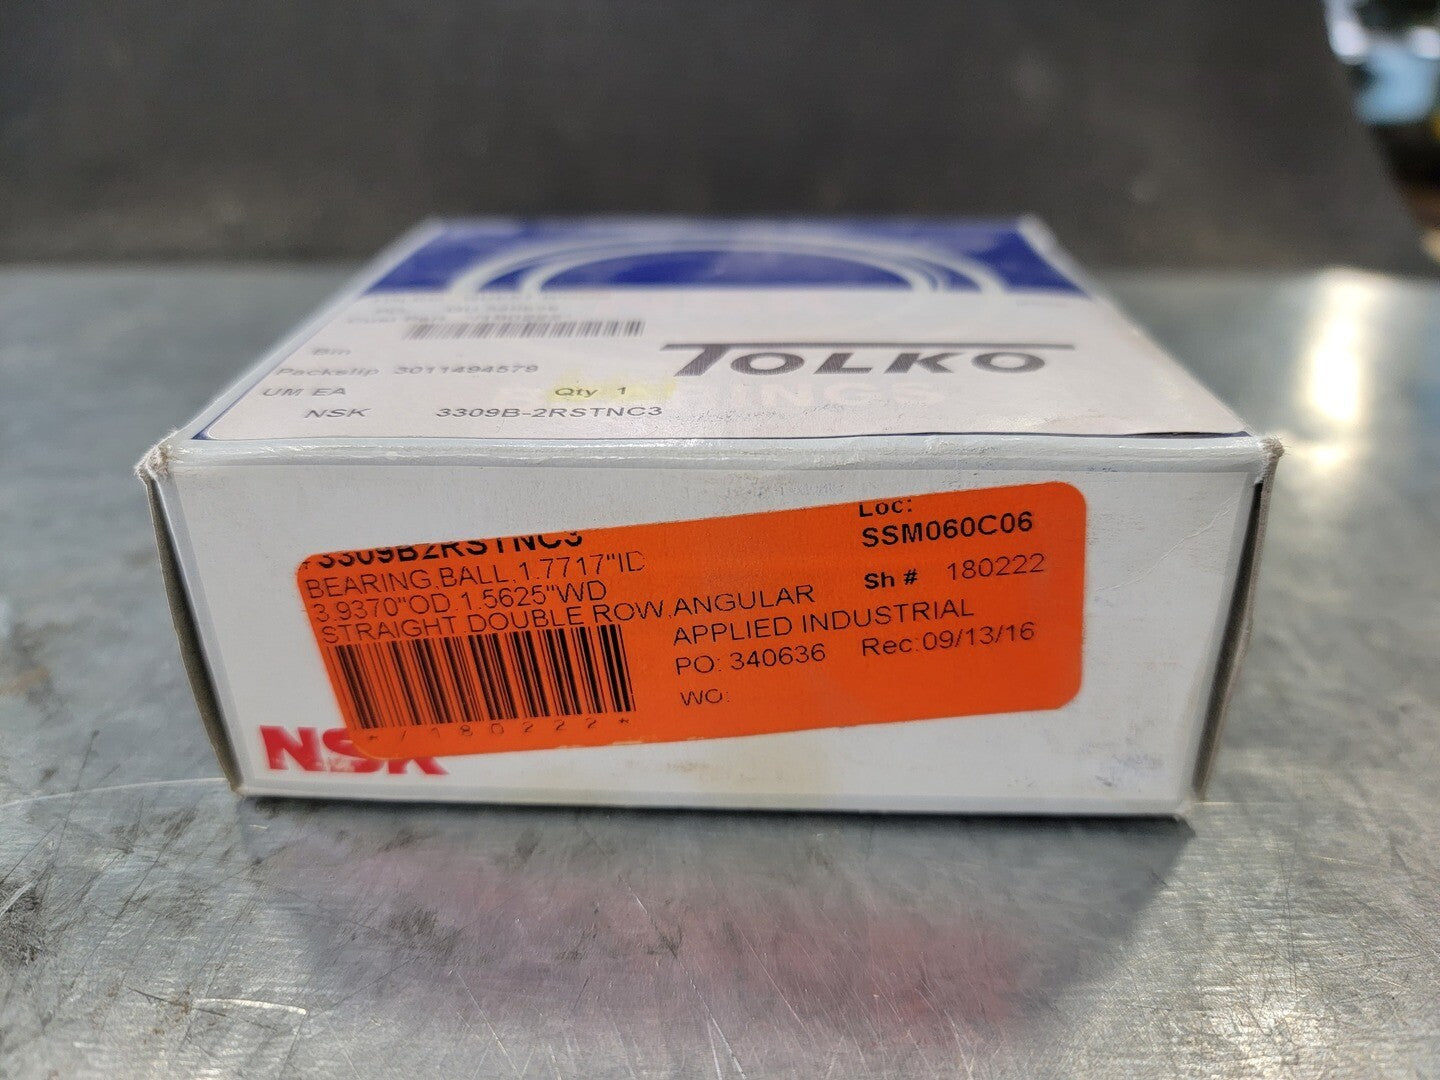 TOLKO
Bin
Packslip 3011494579
UM EA Qty 1
NSK 3309B-2RSTNC3
INGS
3309B2RSTNC3
BEARING,BALL,1.7717"ID
3.9370"OD,1.5625"WD
STRAIGHT DOUBLE ROW,ANGULAR
APPLIED INDUSTRIAL
PO: 340636 Rec:09/13/16
WO:
Loc:
SSM060C06
Sh # 180222
*/180222*
NSK